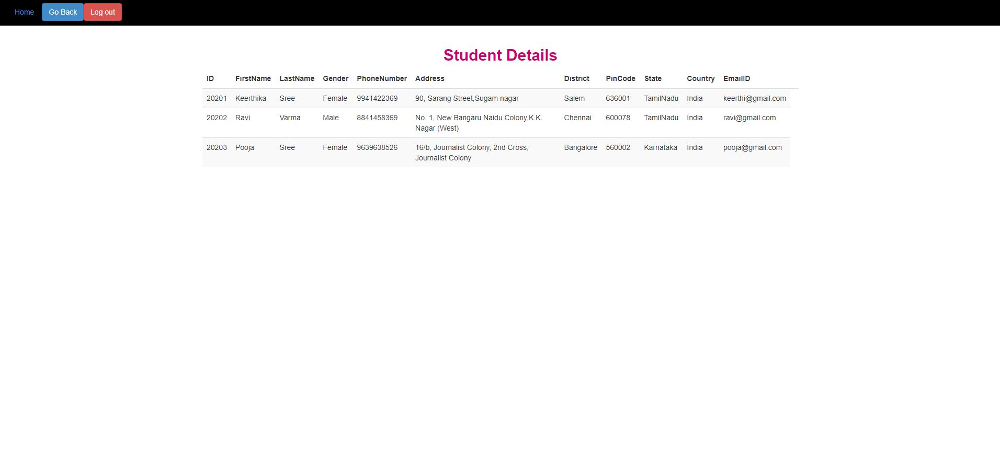 Home Go Back Log out
Student Details
ID FirstName LastName Gender PhoneNumber Address District PinCode State Country EmailID
20201 Keerthika Sree Female 9941422369 90, Sarang Street,Sugam nagar Salem 636001 TamilNadu India keerthi@gmail.com
20202 Ravi Varma Male 8841458369 No. 1, New Bangaru Naidu Colony,K.K. Chennai 600078 TamilNadu India ravi@gmail.com
Nagar (West)
20203 Pooja Sree Female 9639638526 16/b, Journalist Colony, 2nd Cross, Bangalore 560002 Karnataka India pooja@gmail.com
Journalist Colony